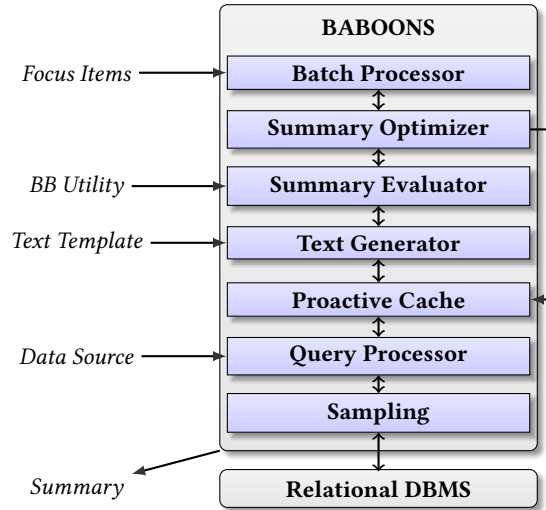 BABOONS
Focus Items
Batch Processor
Summary Optimizer
BB Utility
Summary Evaluator
Text Template
Text Generator
Proactive Cache
Data Source
Query Processor
Sampling
Summary
Relational DBMS